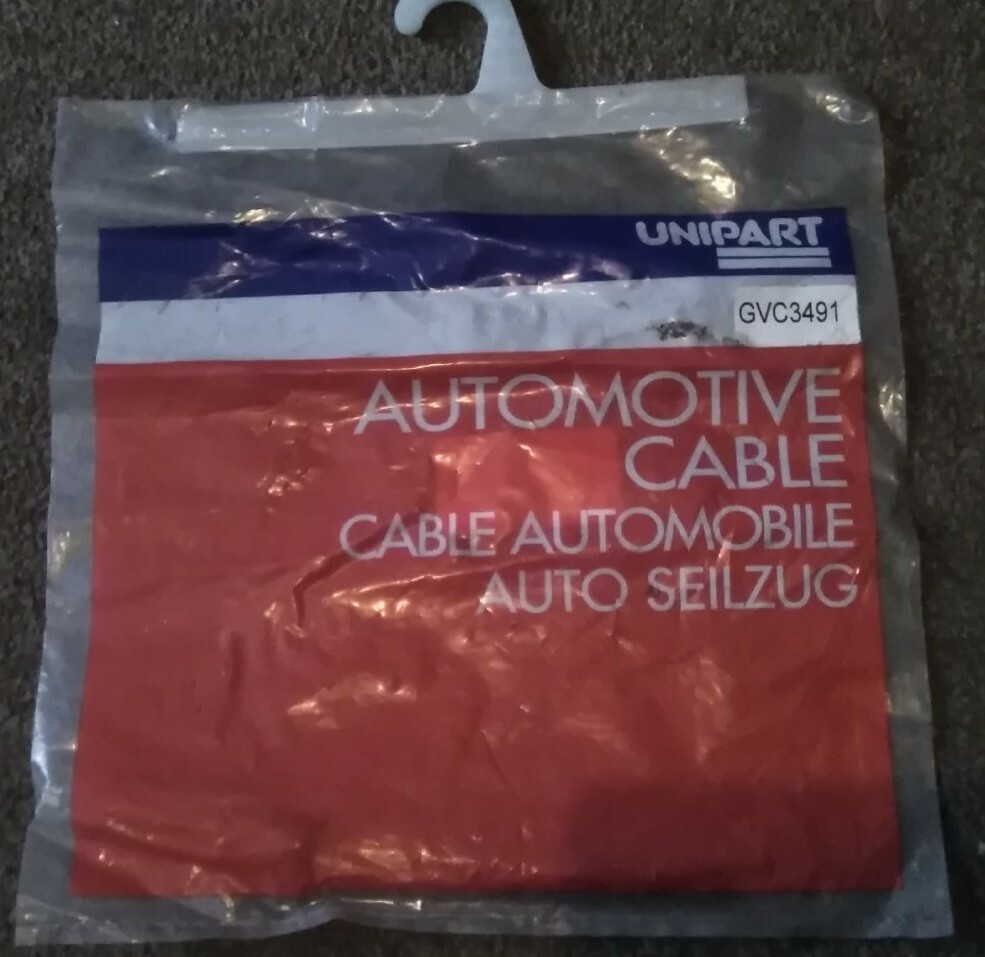 UNIPART
GVC3491
AUTOMOTIVE
CABLE
CABLE AUTOMOBILE
AUTO SEILZUG